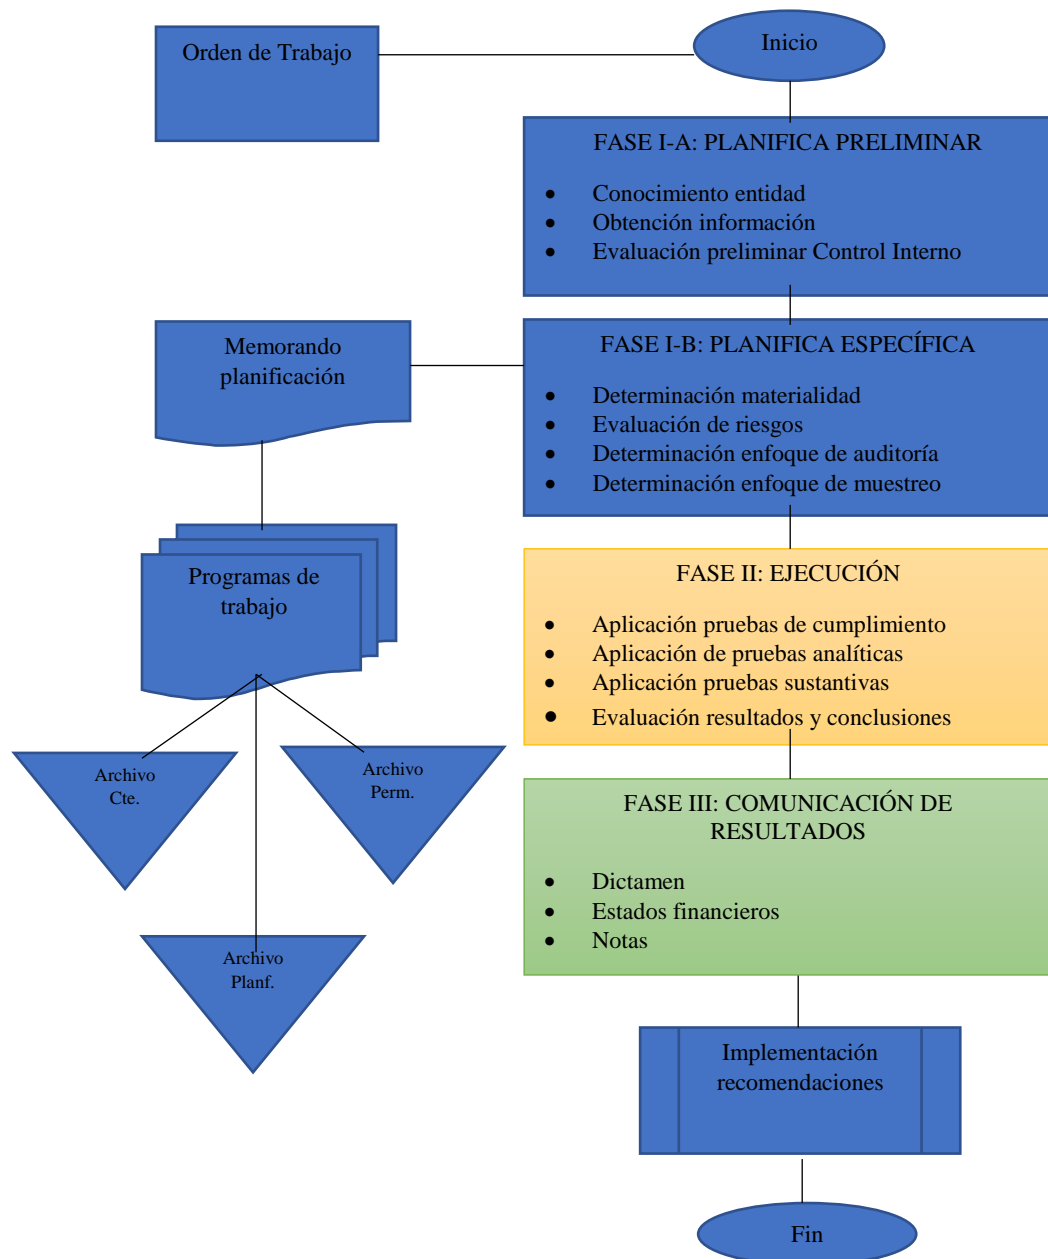 Orden de Trabajo
Inicio
FASE I-A: PLANIFICA PRELIMINAR
• Conocimiento entidad
• Obtención información
• Evaluación preliminar Control Interno
Memorando
planificación
FASE I-B: PLANIFICA ESPECÍFICA
• Determinación materialidad
• Evaluación de riesgos
• Determinación enfoque de auditoría
• Determinación enfoque de muestreo
Programas de
trabajo
FASE II: EJECUCIÓN
• Aplicación pruebas de cumplimiento
• Aplicación de pruebas analíticas
• Aplicación pruebas sustantivas
• Evaluación resultados y conclusiones
Archivo
Cte.
Archivo
Perm.
Archivo
Planf.
FASE III: COMUNICACIÓN DE
RESULTADOS
• Dictamen
• Estados financieros
• Notas
Implementación
recomendaciones
Fin